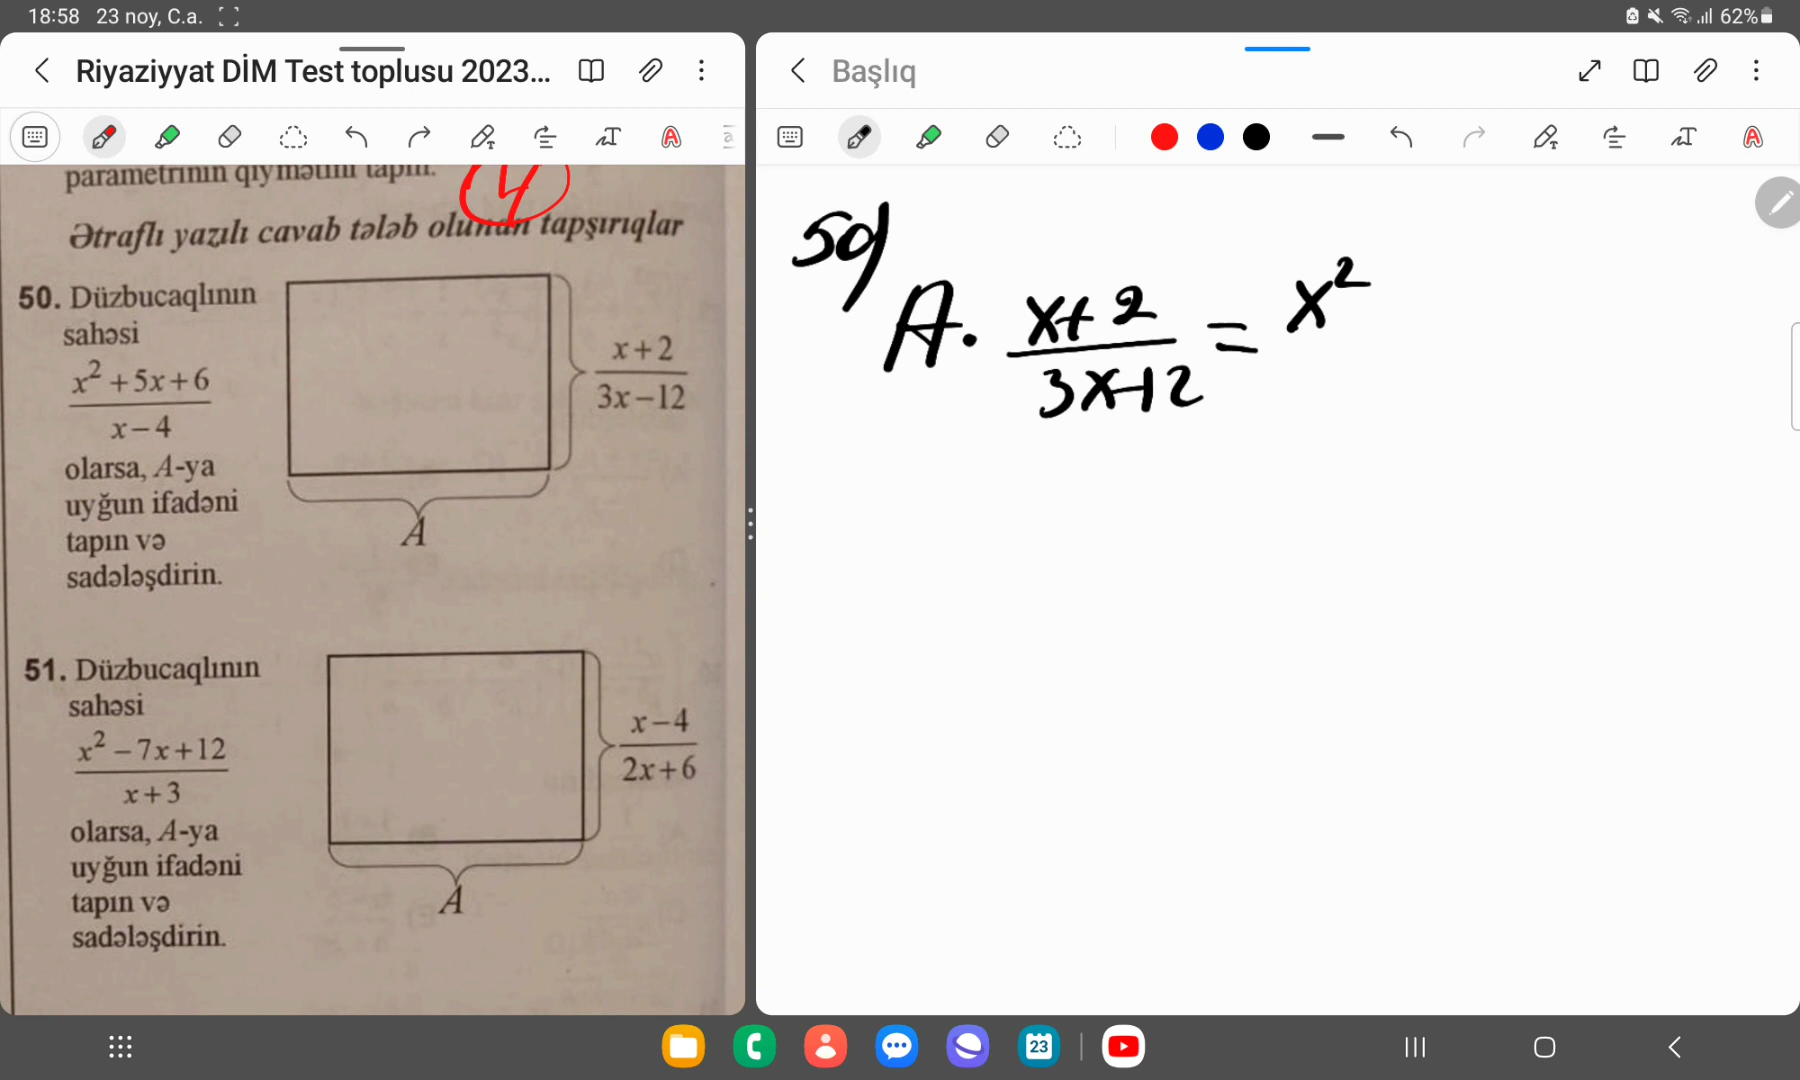 18:58 23 noy, C.a. 62%
Riyaziyyat DİM Test toplusu 2023...
Başlıq
parametrinin qiymətini tapın.
4
Ətraflı yazılı cavab tələb olunan tapşırıqlar
50. Düzbucaqlının
sahəsi
x² + 5x + 6
x − 4
olarsa, A-ya
uyğun ifadəni
tapın və
sadələşdirin.
x + 2
3x − 12
A
51. Düzbucaqlının
sahəsi
x² − 7x + 12
x + 3
olarsa, A-ya
uyğun ifadəni
tapın və
sadələşdirin.
x − 4
2x + 6
A
50/
A · x+2 = x²
3x-12
23